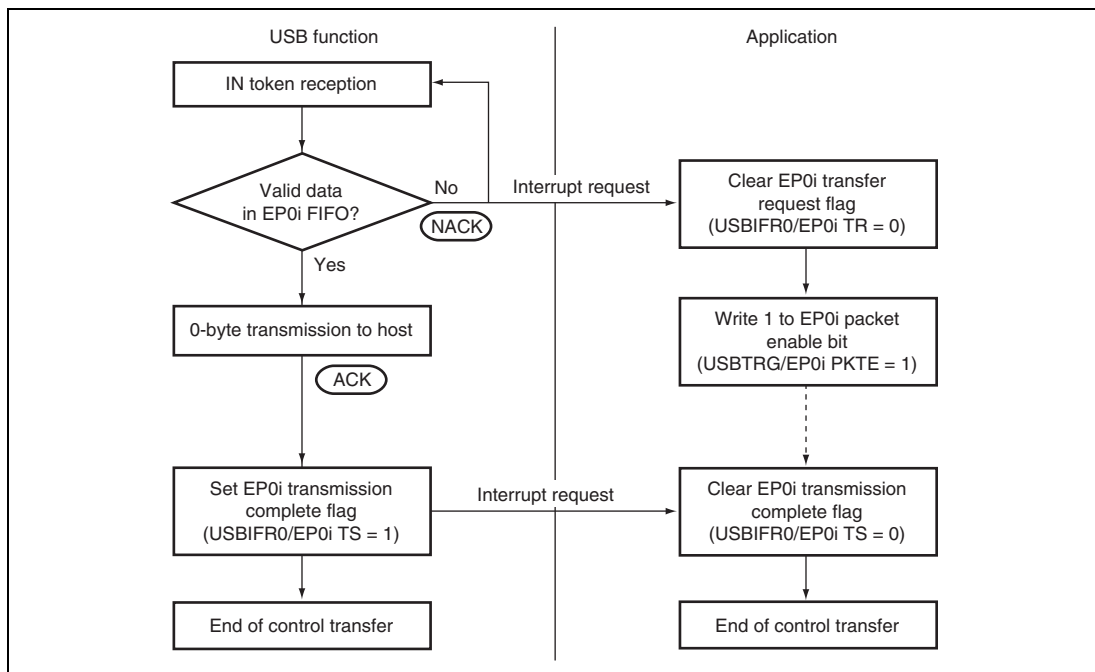 USB function
Application
IN token reception
Valid data
in EP0i FIFO?
No
NACK
Interrupt request
Clear EP0i transfer
request flag
(USBIFR0/EP0i TR = 0)
Yes
0-byte transmission to host
ACK
Write 1 to EP0i packet
enable bit
(USBTRG/EP0i PKTE = 1)
Set EP0i transmission
complete flag
(USBIFR0/EP0i TS = 1)
Interrupt request
Clear EP0i transmission
complete flag
(USBIFR0/EP0i TS = 0)
End of control transfer
End of control transfer